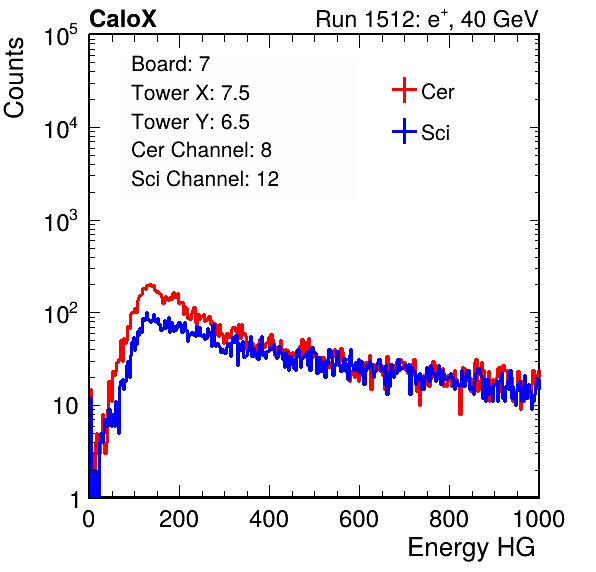 CaloX Run 1512: e⁺, 40 GeV
Counts
10⁵
10⁴
10³
10²
10
1
Board: 7
Tower X: 7.5
Tower Y: 6.5
Cer Channel: 8
Sci Channel: 12
Cer
Sci
0 200 400 600 800 1000
Energy HG